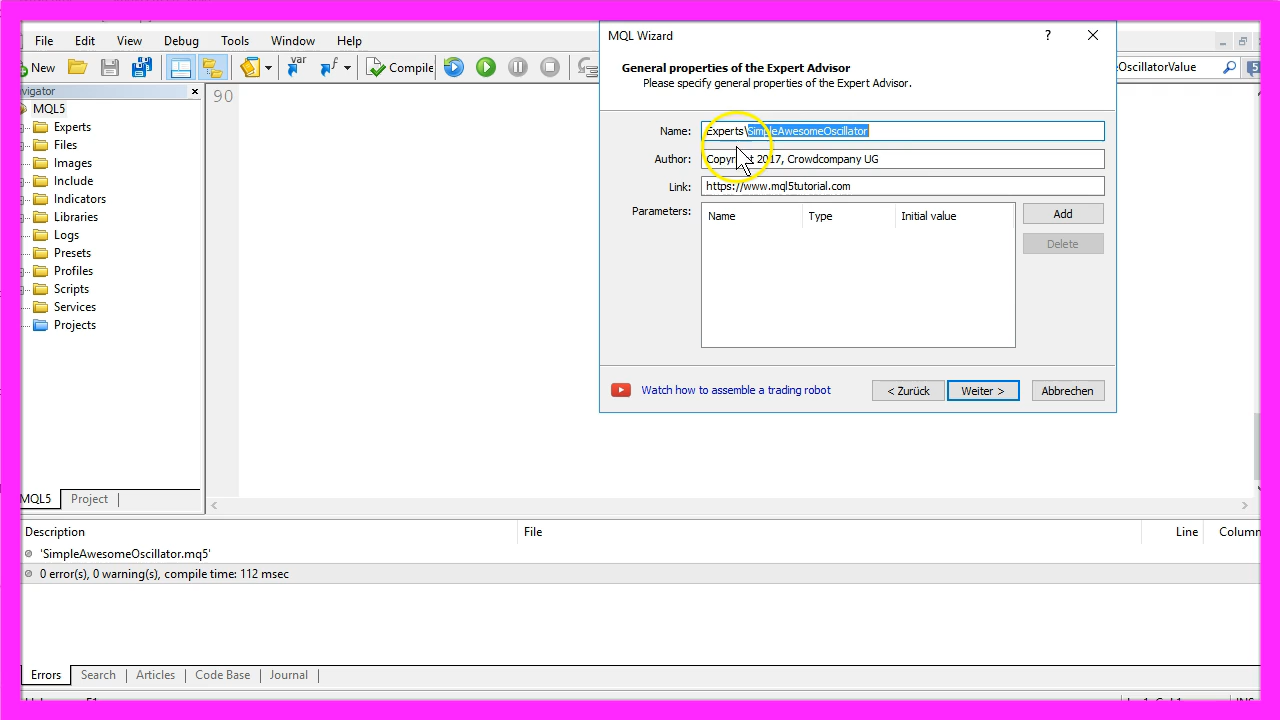 File Edit View Debug Tools Window Help
New Compile OscillatorValue 5
MQL Wizard ?
General properties of the Expert Advisor
Please specify general properties of the Expert Advisor.
Name: Experts\SimpleAwesomeOscillator
Author: 2017, Crowdcompany UG
Link: https://www.mql5tutorial.com
Parameters: Name Type Initial value
Add
Delete
Watch how to assemble a trading robot
< Zurück Weiter > Abbrechen
avigator
MQL5
Experts
Files
Images
Include
Indicators
Libraries
Logs
Presets
Profiles
Scripts
Services
Projects
MQL5 Project
90
Description File Line Column
'SimpleAwesomeOscillator.mq5'
0 error(s), 0 warning(s), compile time: 112 msec
Errors Search Articles Code Base Journal